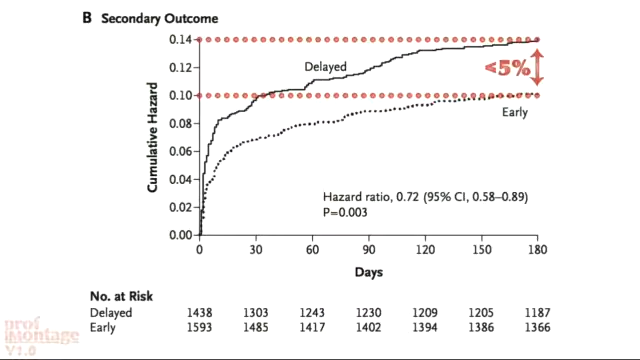 B Secondary Outcome
0.14
Delayed
<5%
0.12
0.10
Early
0.08
0.06
0.04
0.02
0.00
Cumulative Hazard
Hazard ratio, 0.72 (95% CI, 0.58–0.89)
P=0.003
0 30 60 90 120 150 180
Days
No. at Risk
Delayed 1438 1303 1243 1230 1209 1205 1187
Early 1593 1485 1417 1402 1394 1386 1366
prof
iMontage
V1.0